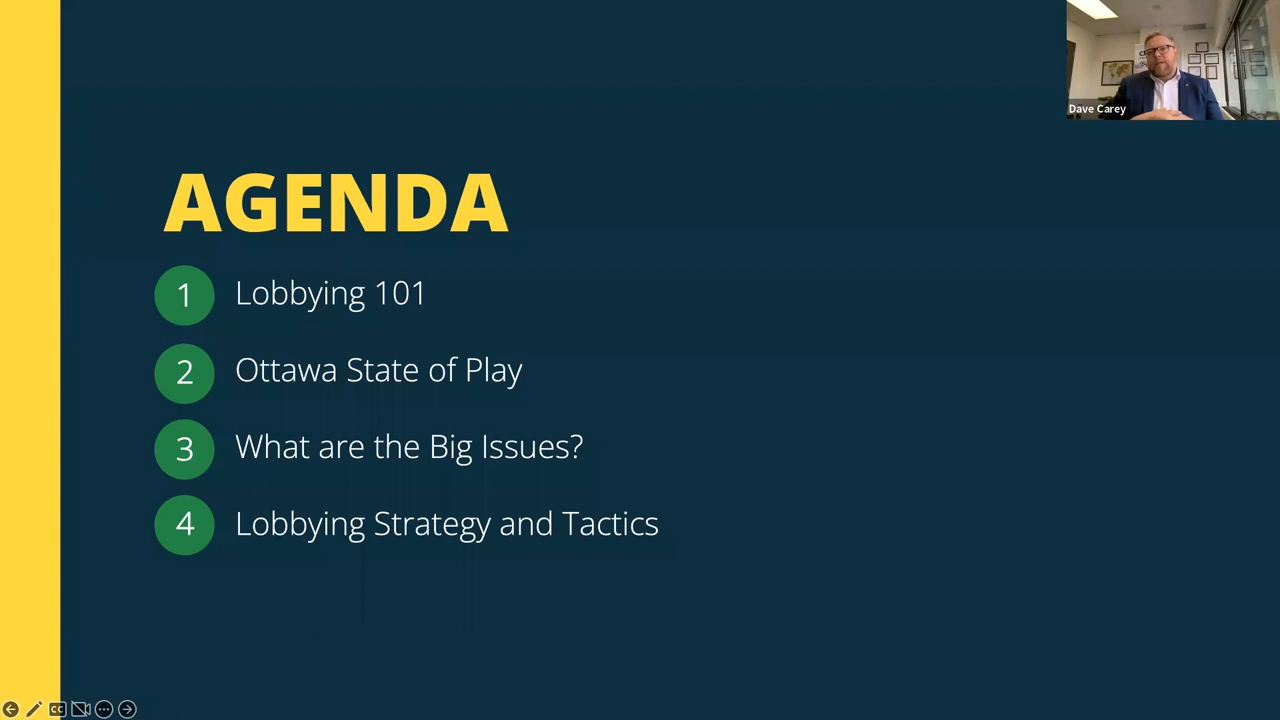 Dave Carey
AGENDA
1 Lobbying 101
2 Ottawa State of Play
3 What are the Big Issues?
4 Lobbying Strategy and Tactics
CC